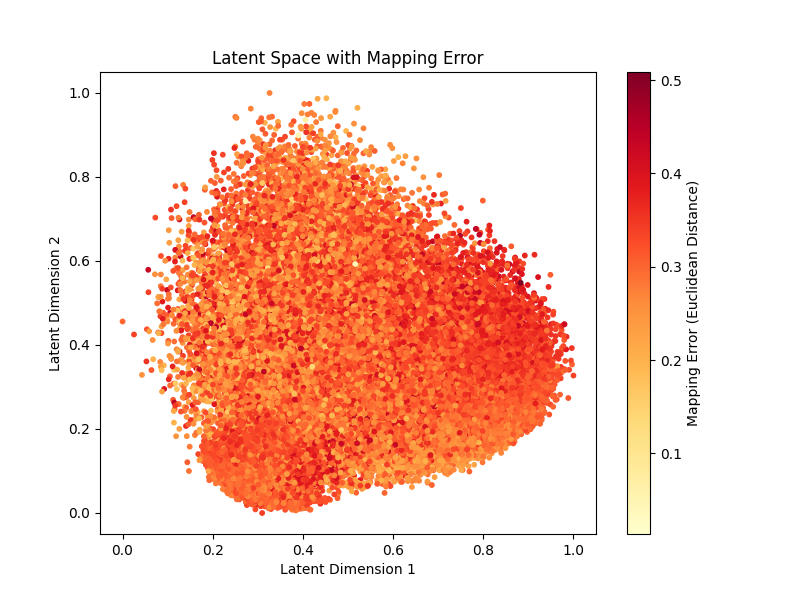 Latent Space with Mapping Error
1.0
0.8
0.6
0.4
0.2
0.0
Latent Dimension 2
0.0 0.2 0.4 0.6 0.8 1.0
Latent Dimension 1
0.5
0.4
0.3
0.2
0.1
Mapping Error (Euclidean Distance)